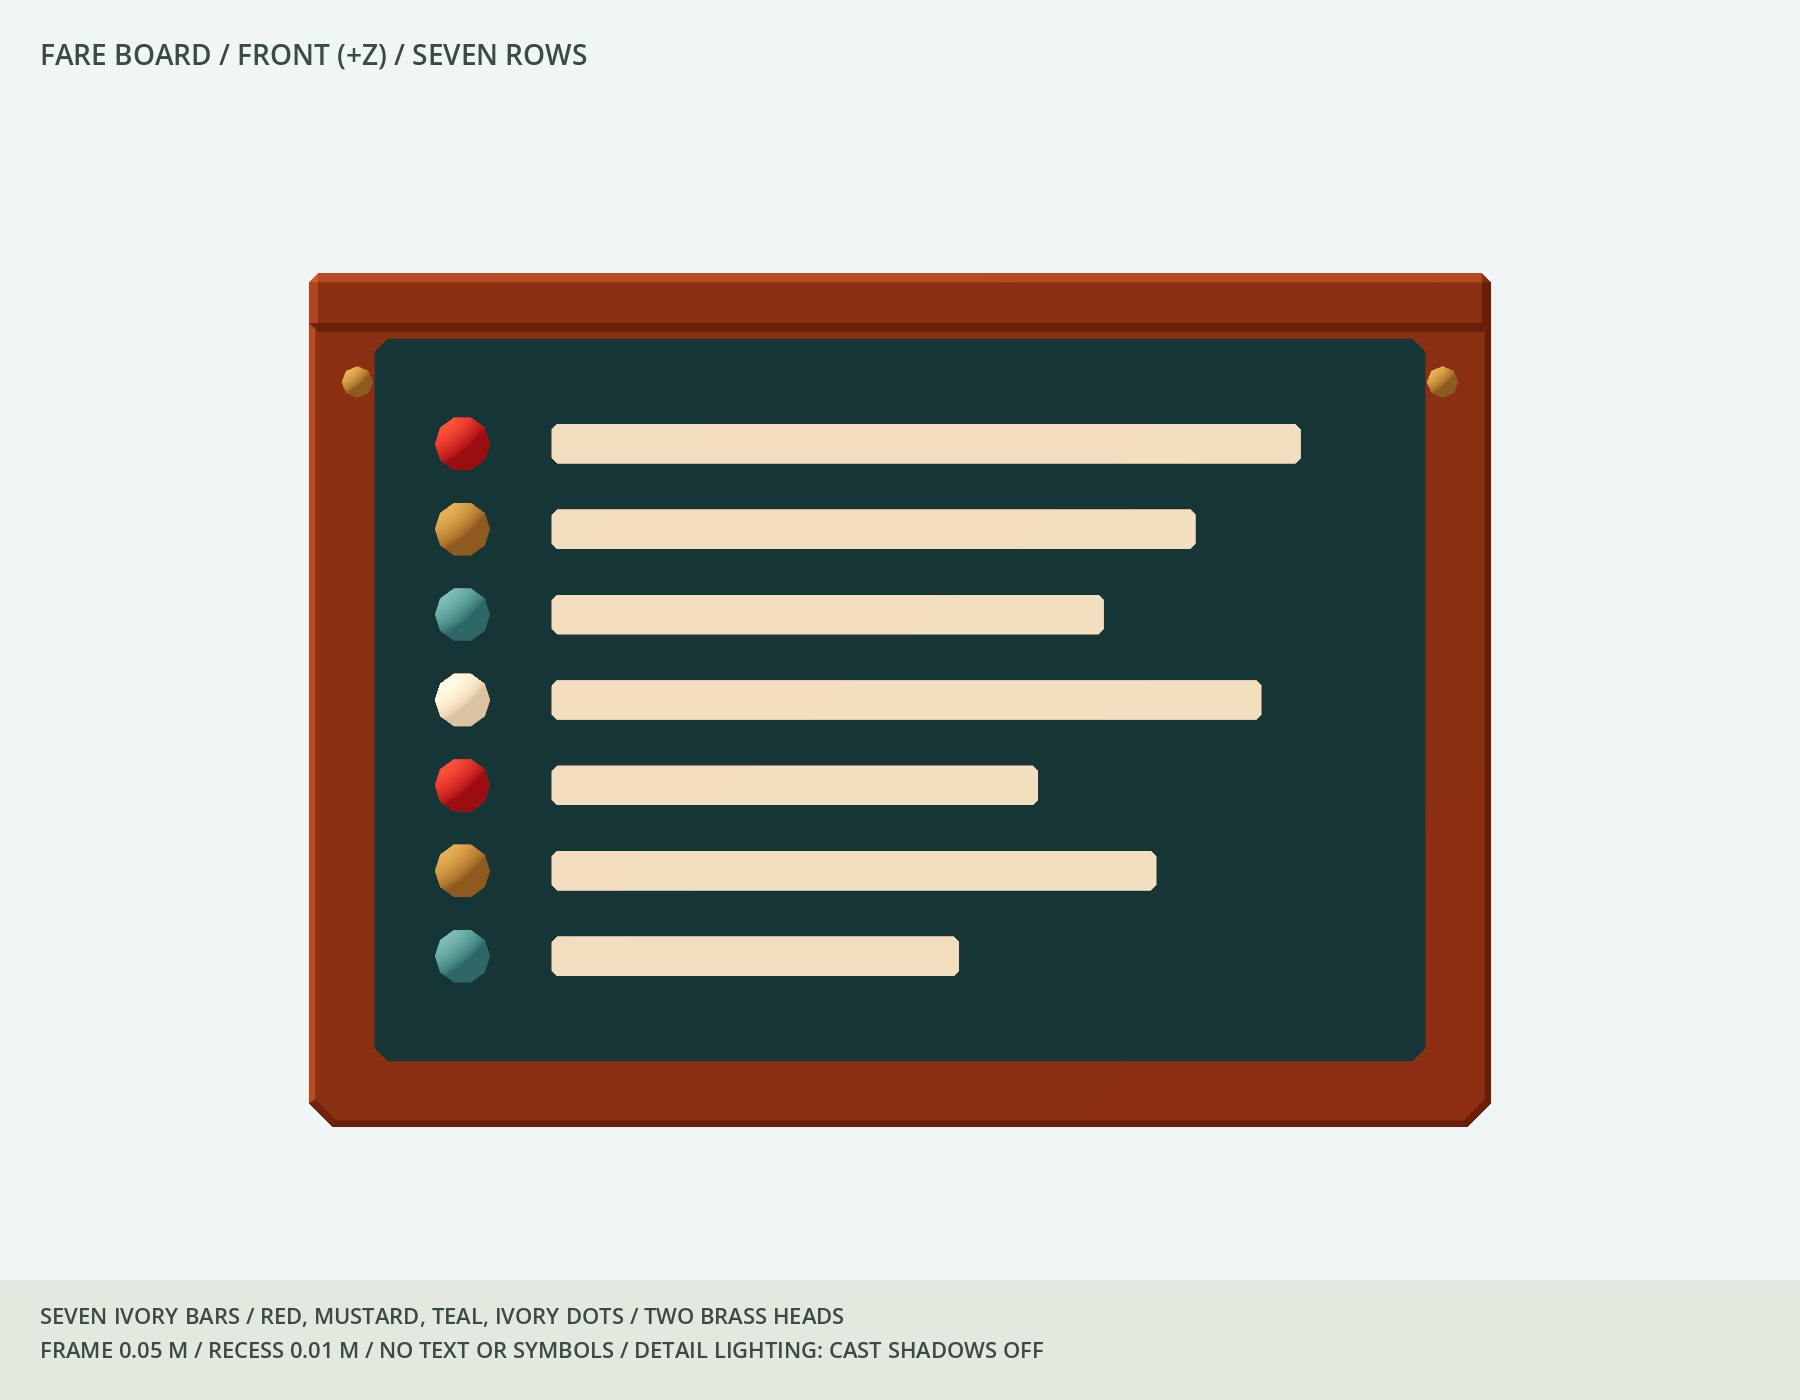 FARE BOARD / FRONT (+Z) / SEVEN ROWS
SEVEN IVORY BARS / RED, MUSTARD, TEAL, IVORY DOTS / TWO BRASS HEADS
FRAME 0.05 M / RECESS 0.01 M / NO TEXT OR SYMBOLS / DETAIL LIGHTING: CAST SHADOWS OFF